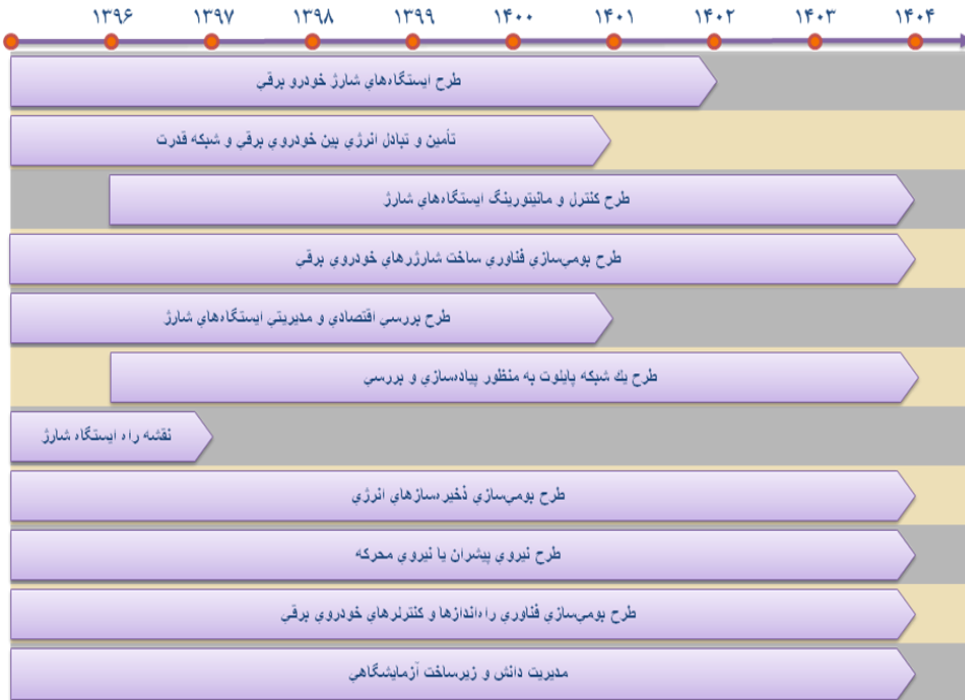 ۱۳۹۶ ۱۳۹۷ ۱۳۹۸ ۱۳۹۹ ۱۴۰۰ ۱۴۰۱ ۱۴۰۲ ۱۴۰۳ ۱۴۰۴
طرح ايستگاه‌هاي شارژ خودرو برقي
تأمين و تبادل انرژي بين خودروي برقي و شبكه قدرت
طرح كنترل و مانيتورينگ ايستگاه‌هاي شارژ
طرح بومي‌سازي فناوري ساخت شارژرهاي خودروي برقي
طرح بررسي اقتصادي و مديريتي ايستگاه‌هاي شارژ
طرح يك شبكه پايلوت به منظور پياده‌سازي و بررسي
نقشه راه ايستگاه شارژ
طرح بومي‌سازي ذخيره‌سازهاي انرژي
طرح نيروي پيشران يا نيروي محركه
طرح بومي‌سازي فناوري راه‌اندازها و كنترلرهاي خودروي برقي
مديريت دانش و زيرساخت آزمايشگاهي